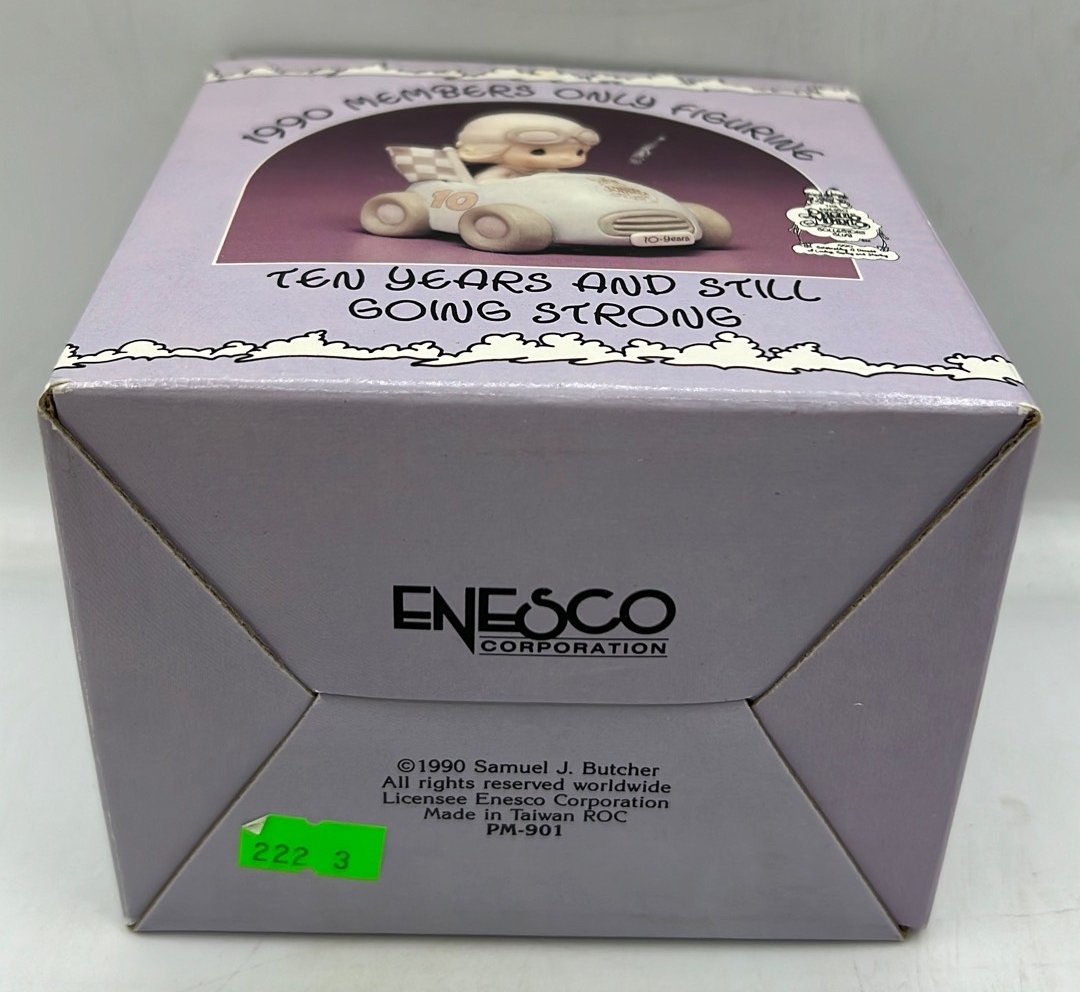 1990 MEMBERS ONLY FIGURINE
10
10-years
TEN YEARS AND STILL
GOING STRONG
ENESCO
CORPORATION
©1990 Samuel J. Butcher
All rights reserved worldwide
Licensee Enesco Corporation
Made in Taiwan ROC
PM-901
222 3